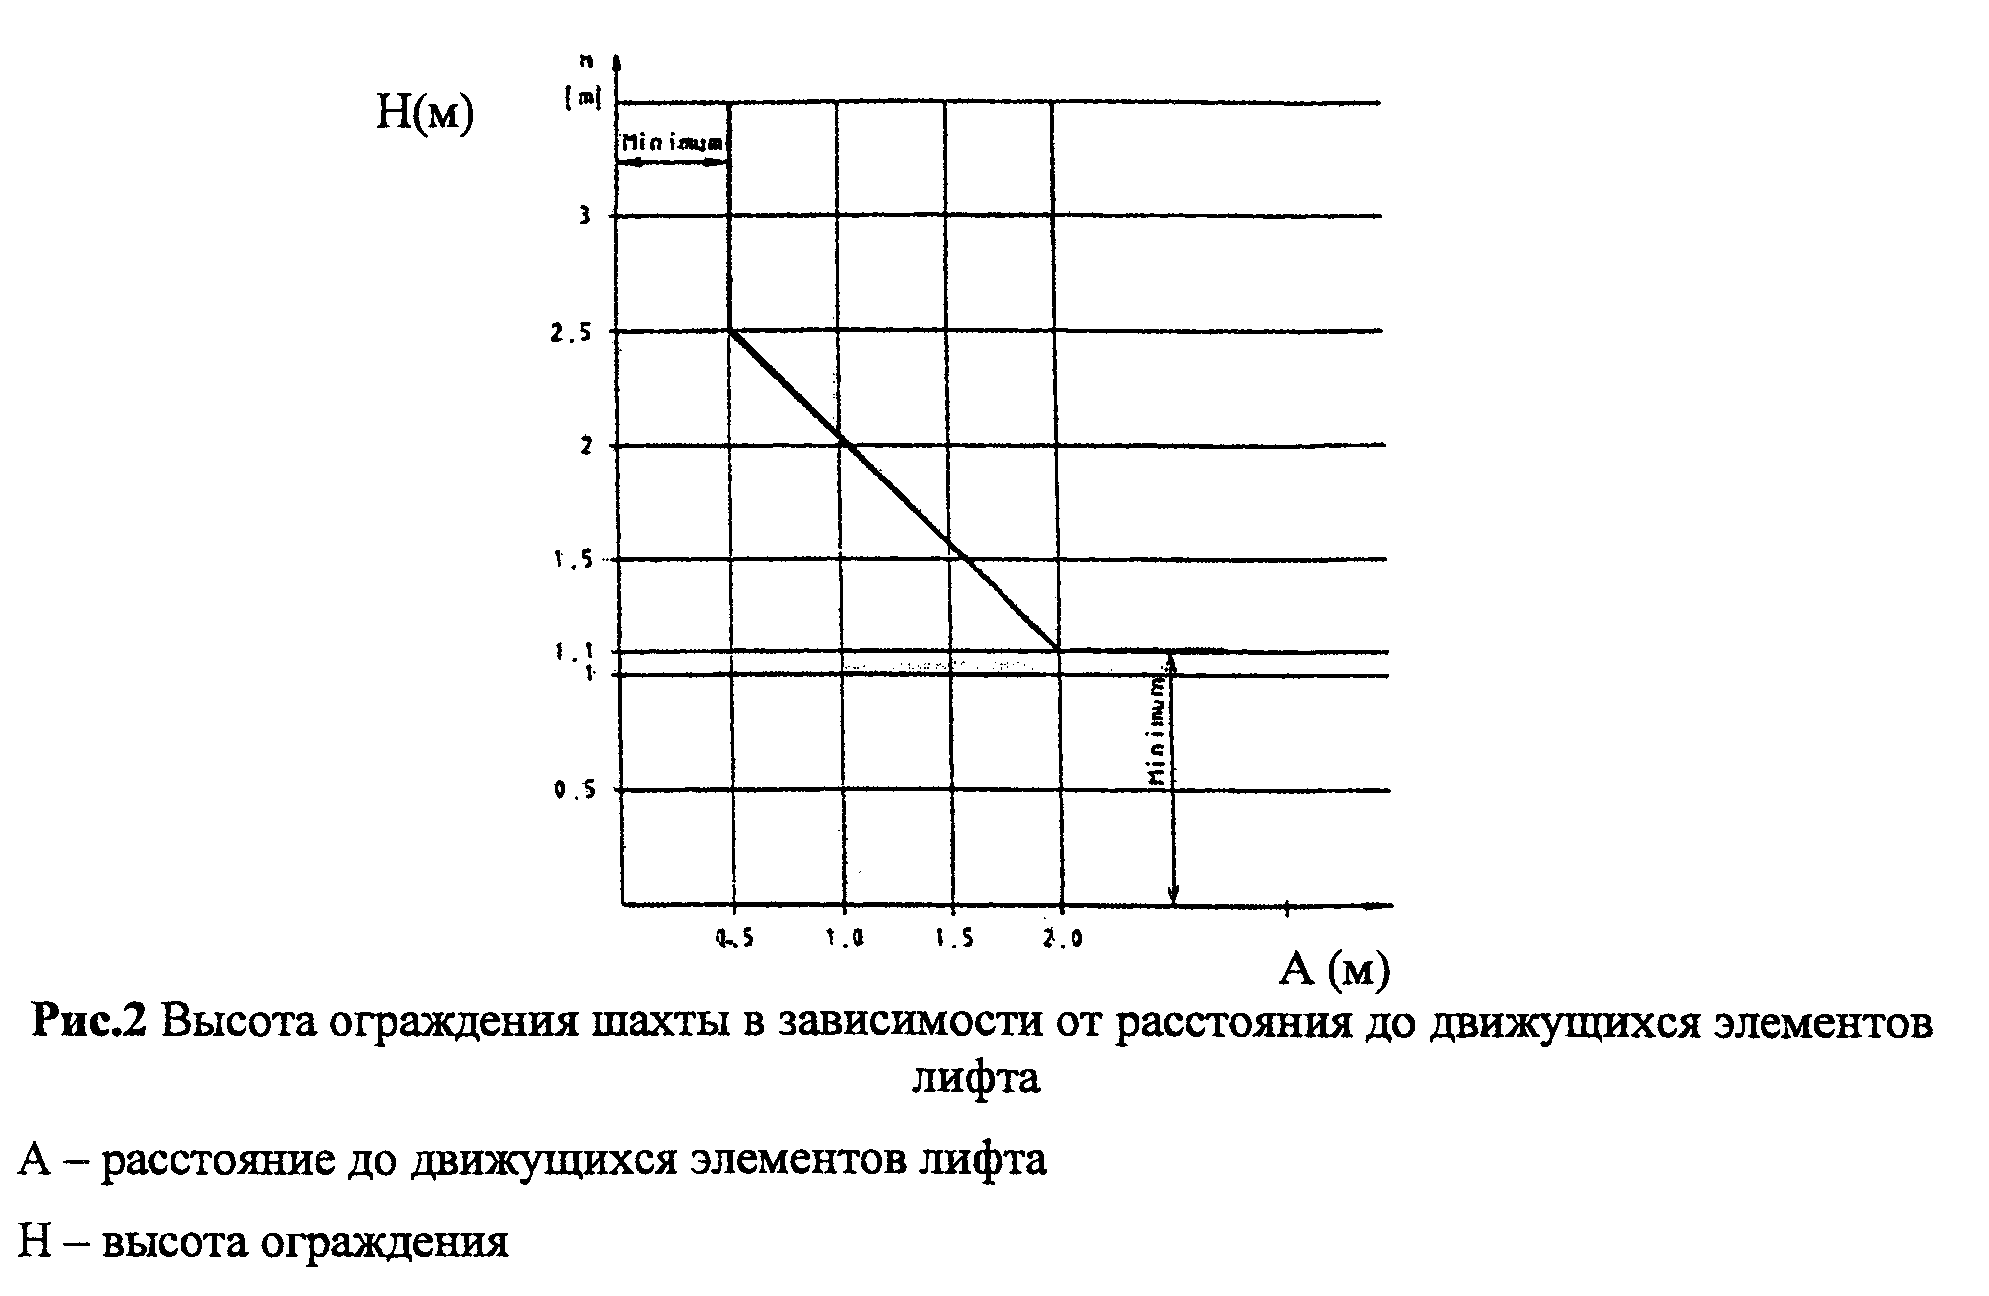 н
H(м)
[m]
Minimum
3
2.5
2
1.5
1.1
1
Minimum
0.5
0.5
1.0
1.5
2.0
А (м)
Рис.2 Высота ограждения шахты в зависимости от расстояния до движущихся элементов
лифта
А – расстояние до движущихся элементов лифта
Н – высота ограждения